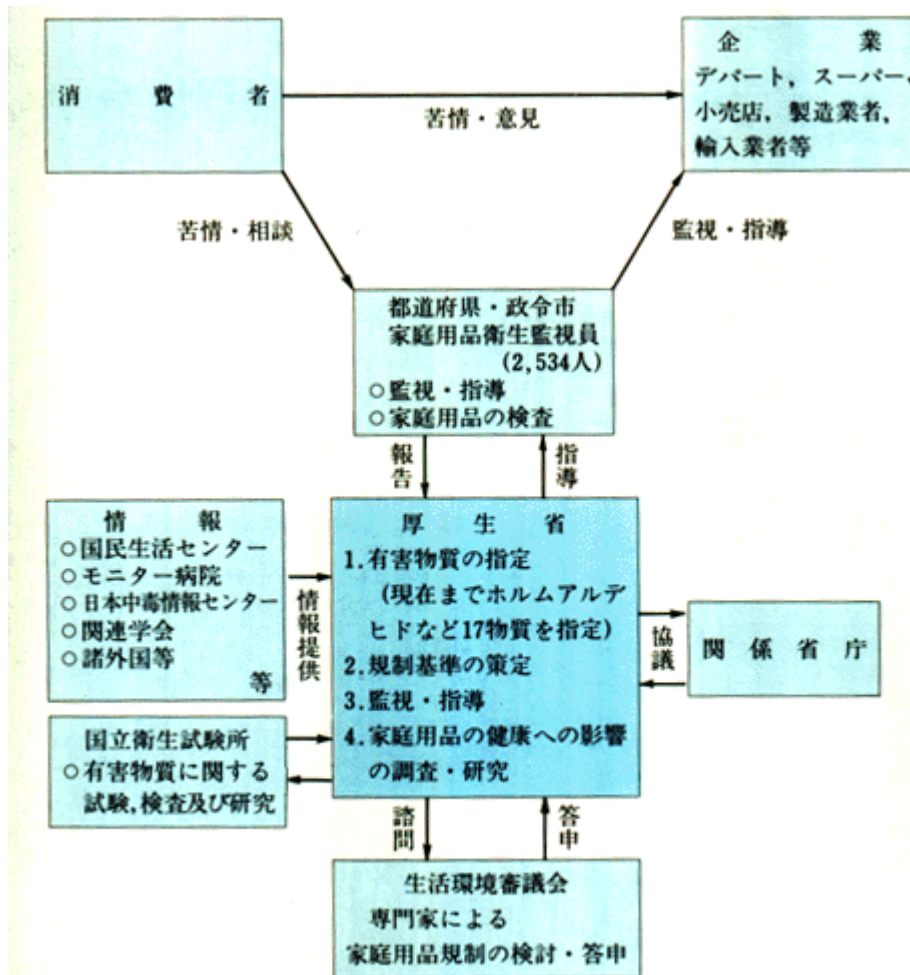 消費者
企業
デパート，スーパー，
小売店，製造業者，
輸入業者等
苦情・意見
苦情・相談
監視・指導
都道府県・政令市
家庭用品衛生監視員
(2,534人)
○監視・指導
○家庭用品の検査
報告
指導
情報
○国民生活センター
○モニター病院
○日本中毒情報センター
○関連学会
○諸外国等
等
情報提供
厚生省
1.有害物質の指定
(現在までホルムアルデ
ヒドなど17物質を指定)
2.規制基準の策定
3.監視・指導
4.家庭用品の健康への影響
の調査・研究
協議
関係省庁
国立衛生試験所
○有害物質に関する
試験,検査及び研究
諮問
答申
生活環境審議会
専門家による
家庭用品規制の検討・答申